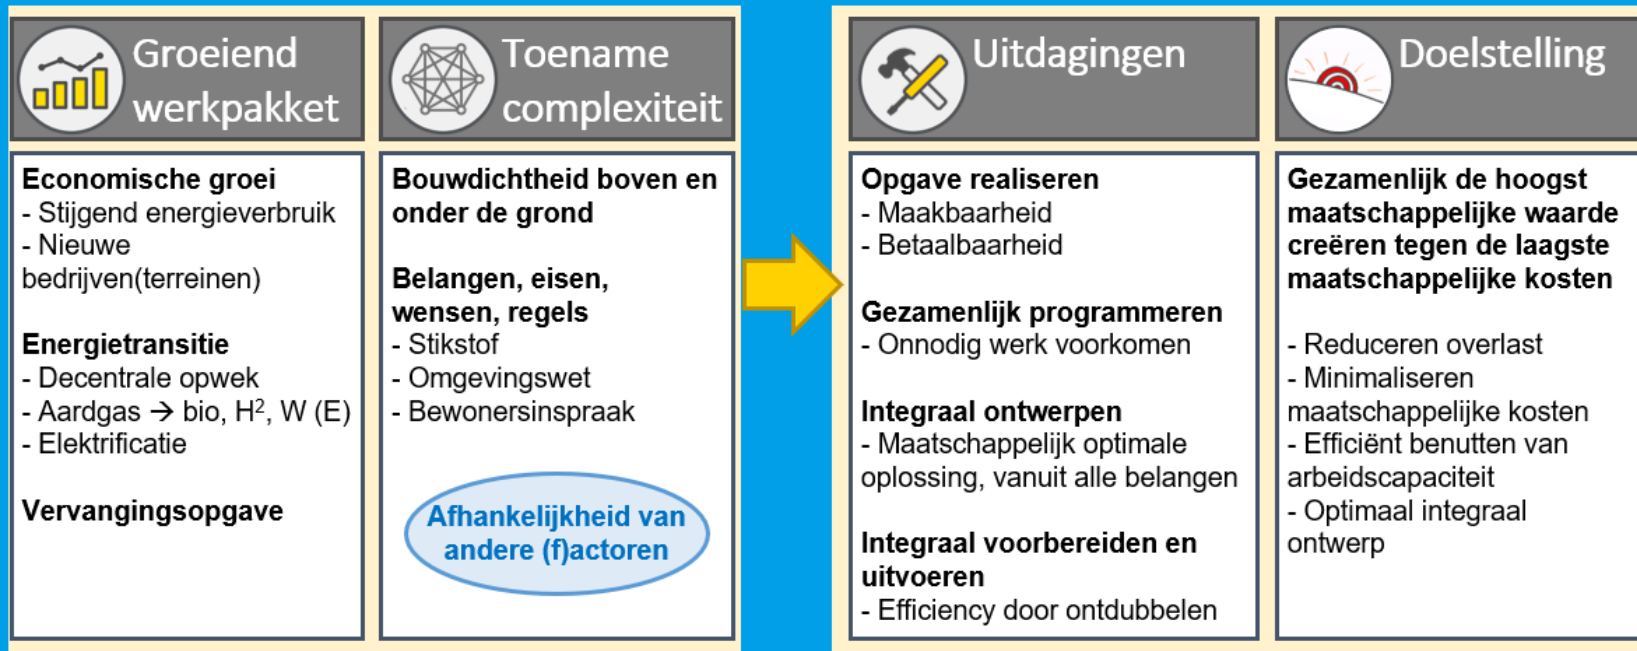 Groeiend
werkpakket
Economische groei
- Stijgend energieverbruik
- Nieuwe
bedrijven(terreinen)
Energietransitie
- Decentrale opwek
- Aardgas → bio, H², W (E)
- Elektrificatie
Vervangingsopgave
Toename
complexiteit
Bouwdichtheid boven en
onder de grond
Belangen, eisen,
wensen, regels
- Stikstof
- Omgevingswet
- Bewonersinspraak
Afhankelijkheid van
andere (f)actoren
Uitdagingen
Opgave realiseren
- Maakbaarheid
- Betaalbaarheid
Gezamenlijk programmeren
- Onnodig werk voorkomen
Integraal ontwerpen
- Maatschappelijk optimale
oplossing, vanuit alle belangen
Integraal voorbereiden en
uitvoeren
- Efficiency door ontdubbelen
Doelstelling
Gezamenlijk de hoogst
maatschappelijke waarde
creëren tegen de laagste
maatschappelijke kosten
- Reduceren overlast
- Minimaliseren
maatschappelijke kosten
- Efficiënt benutten van
arbeidscapaciteit
- Optimaal integraal
ontwerp